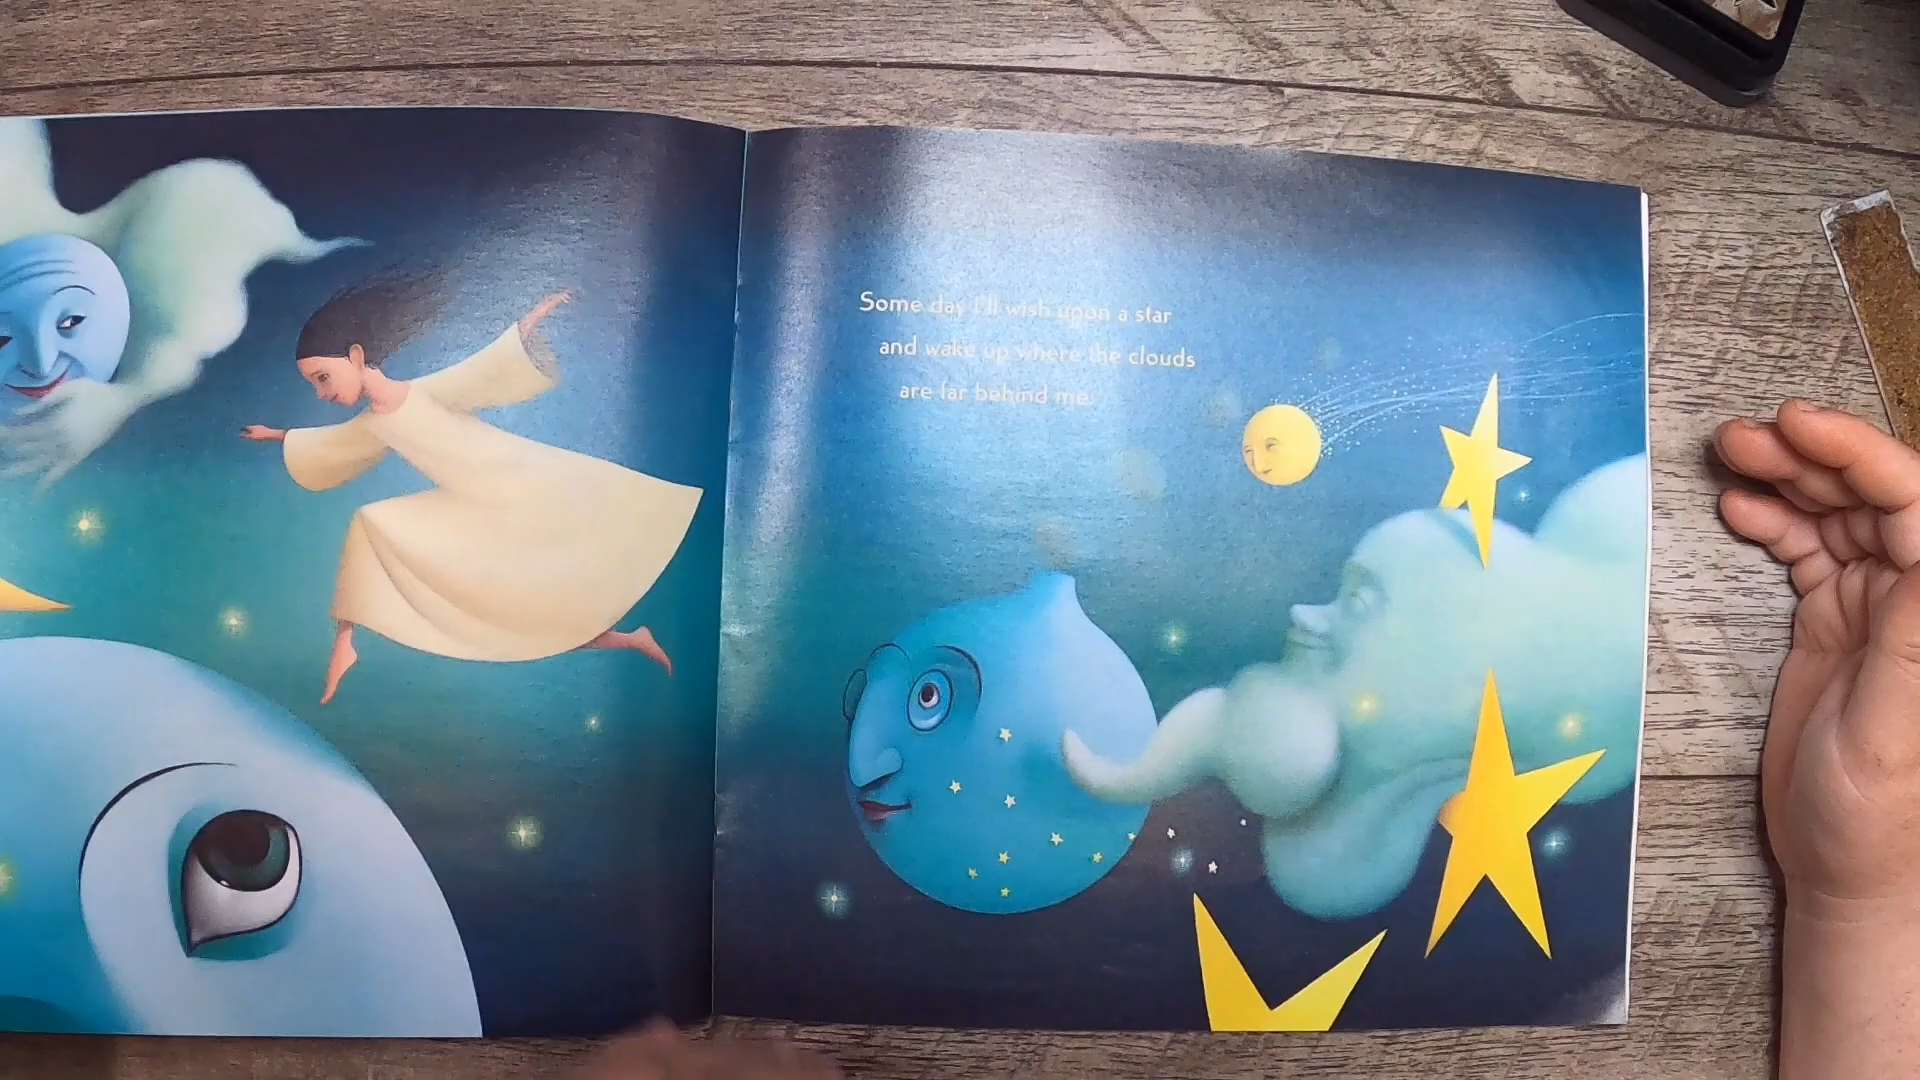 Some day I'll wish upon a star
and wake up where the clouds
are far behind me.